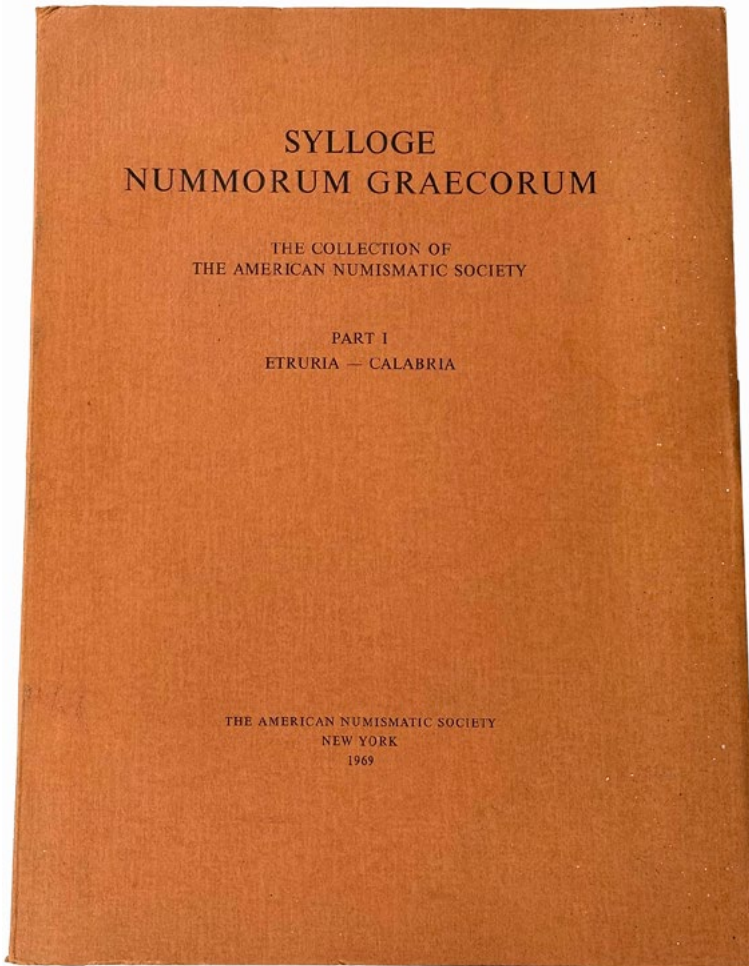 SYLLOGE
NUMMORUM GRAECORUM
THE COLLECTION OF
THE AMERICAN NUMISMATIC SOCIETY
PART I
ETRURIA — CALABRIA
THE AMERICAN NUMISMATIC SOCIETY
NEW YORK
1969